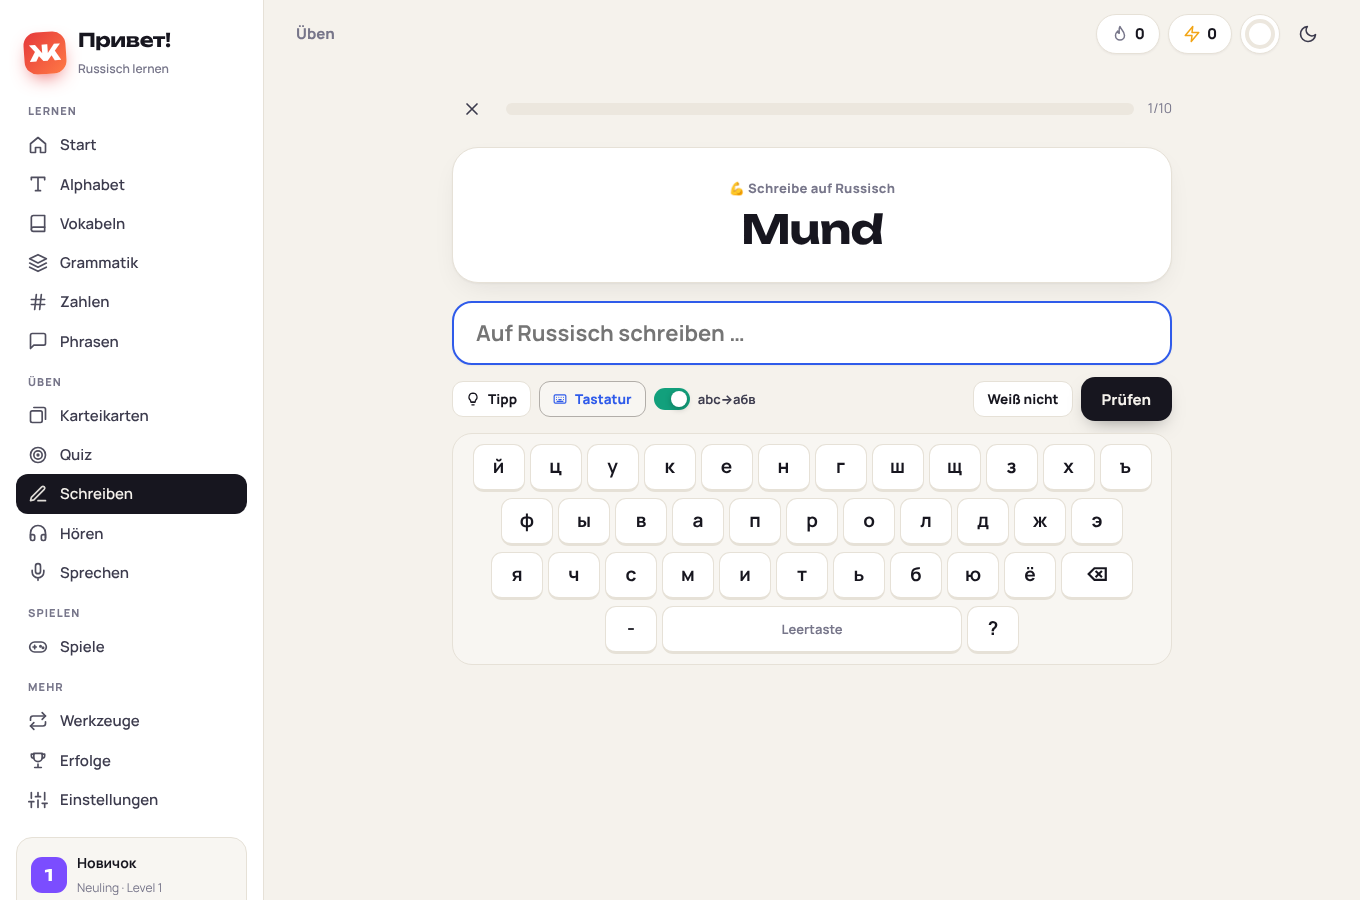 Ж
Привет!
Russisch lernen
LERNEN
Start
Alphabet
Vokabeln
Grammatik
Zahlen
Phrasen
ÜBEN
Karteikarten
Quiz
Schreiben
Hören
Sprechen
SPIELEN
Spiele
MEHR
Werkzeuge
Erfolge
Einstellungen
1
Новичок
Neuling · Level 1
Üben
0
0
1/10
💪 Schreibe auf Russisch
Mund
Auf Russisch schreiben …
Tipp
Tastatur
abc→абв
Weiß nicht
Prüfen
й ц у к е н г ш щ з х ъ
ф ы в а п р о л д ж э
я ч с м и т ь б ю ё
- Leertaste ?